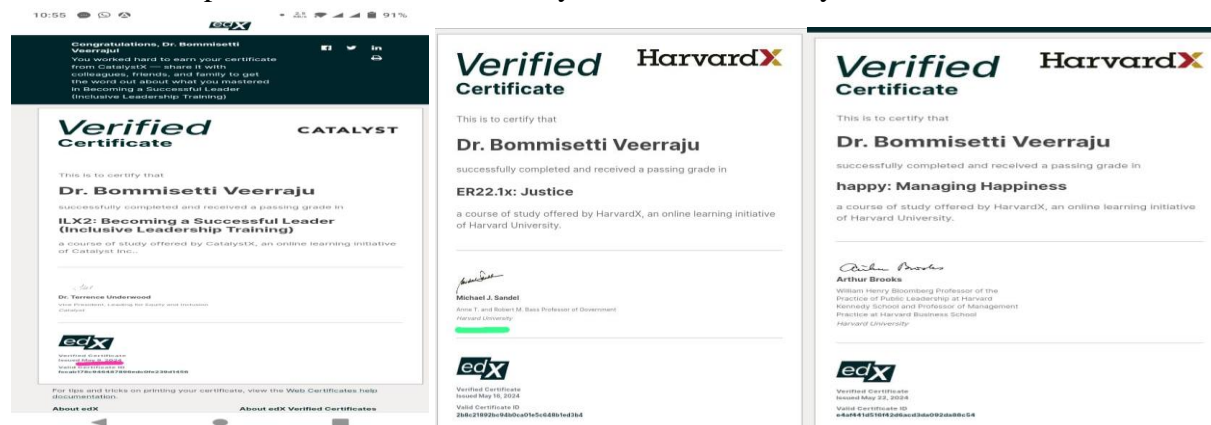 10:55
91%
edX
Congratulations, Dr. Bommisetti
Veerraju!
You worked hard to earn your certificate
from CatalystX — share it with
colleagues, friends, and family to get
the word out about what you mastered
in Becoming a Successful Leader
(Inclusive Leadership Training)
Verified
Certificate
CATALYST
This is to certify that
Dr. Bommisetti Veerraju
successfully completed and received a passing grade in
ILX2: Becoming a Successful Leader
(Inclusive Leadership Training)
a course of study offered by CatalystX, an online learning initiative
of Catalyst Inc..
Dr. Terrence Underwood
Vice President, Leading for Equity and Inclusion
Catalyst
edX
Verified Certificate
Issued May 9, 2024
Valid Certificate ID
For tips and tricks on printing your certificate, view the Web Certificates help
documentation.
About edX
About edX Verified Certificates
Verified
Certificate
HarvardX
This is to certify that
Dr. Bommisetti Veerraju
successfully completed and received a passing grade in
ER22.1x: Justice
a course of study offered by HarvardX, an online learning initiative
of Harvard University.
Michael J. Sandel
Anne T. and Robert M. Bass Professor of Government
Harvard University
edX
Verified Certificate
Issued May 16, 2024
Valid Certificate ID
Verified
Certificate
HarvardX
This is to certify that
Dr. Bommisetti Veerraju
successfully completed and received a passing grade in
happy: Managing Happiness
a course of study offered by HarvardX, an online learning initiative
of Harvard University.
Arthur Brooks
Arthur Brooks
William Henry Bloomberg Professor of the
Practice of Public Leadership at Harvard
Kennedy School and Professor of Management
Practice at Harvard Business School
Harvard University
edX
Verified Certificate
Issued May 22, 2024
Valid Certificate ID